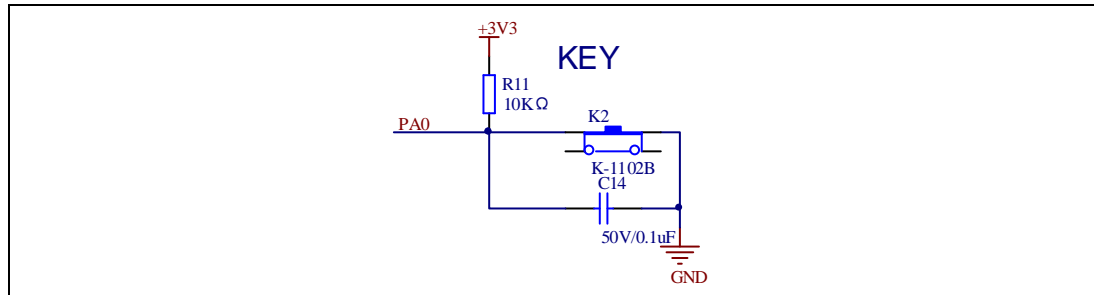 +3V3
KEY
R11
10KΩ
PA0
K2
K-1102B
C14
50V/0.1uF
GND